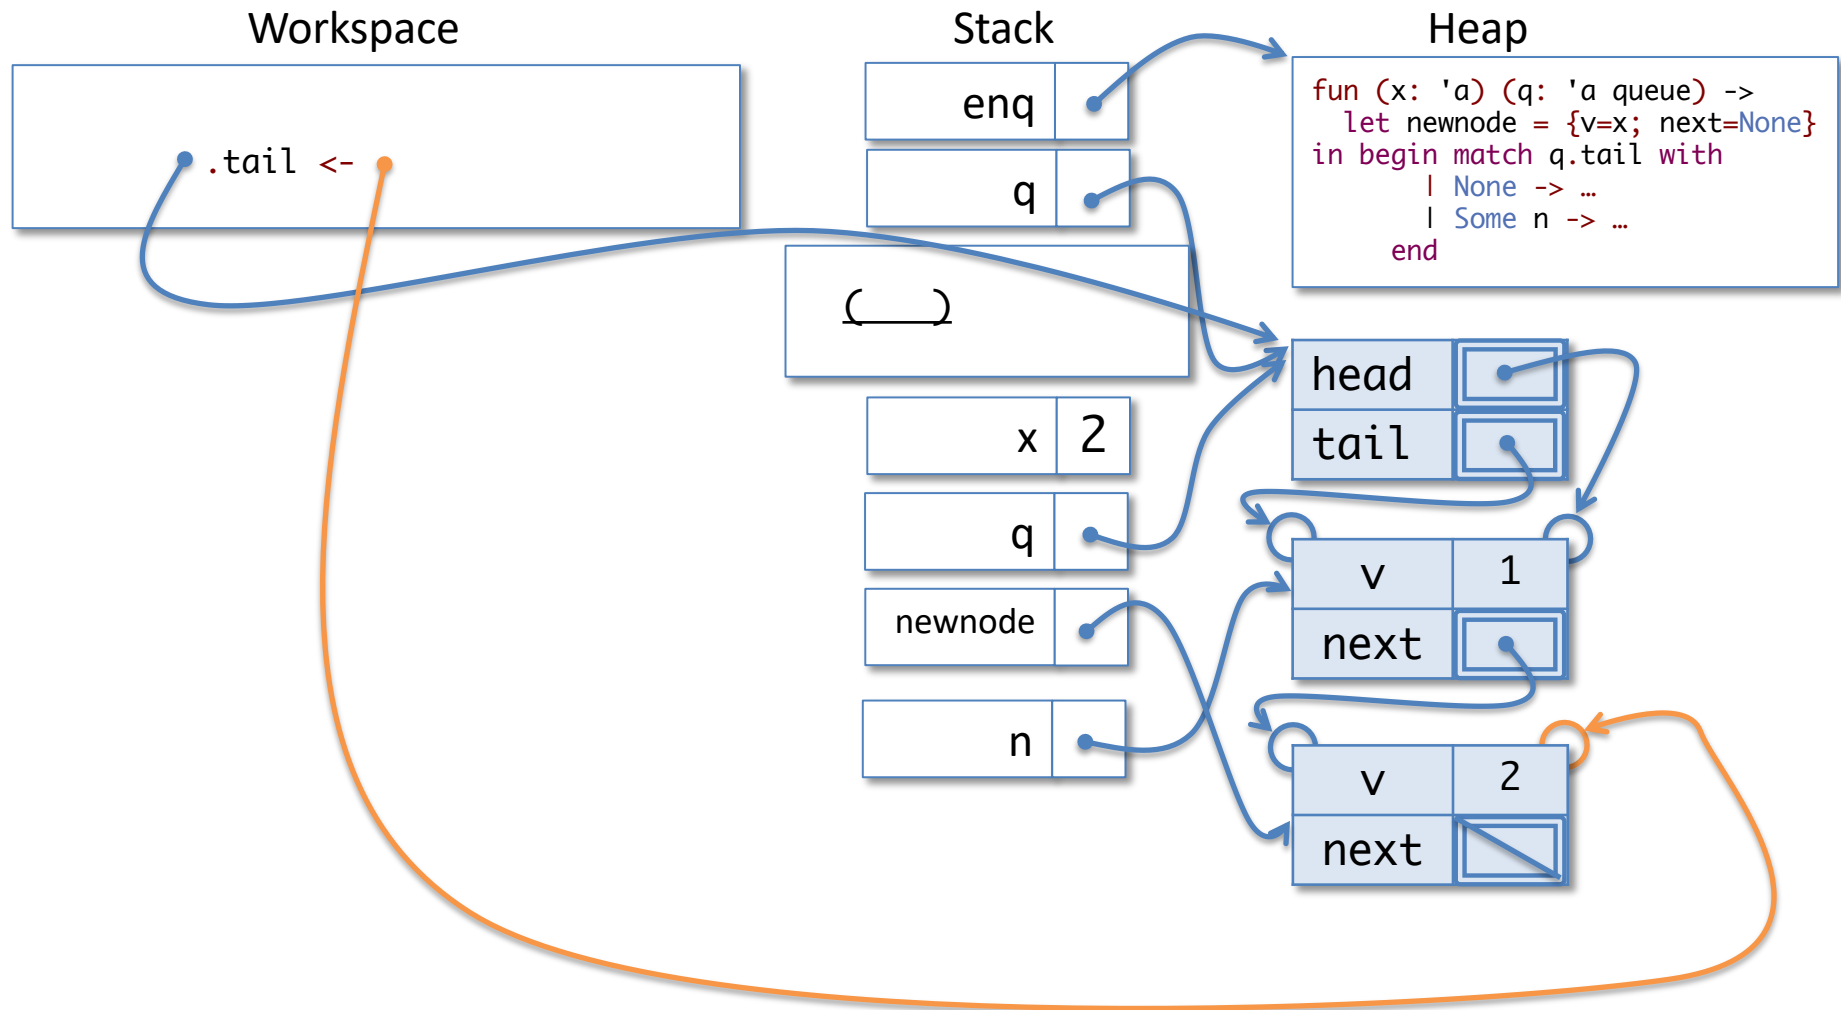 Workspace
Stack
Heap
.tail <-
enq
q
(___)
x 2
q
newnode
n
fun (x: 'a) (q: 'a queue) ->
let newnode = {v=x; next=None}
in begin match q.tail with
| None -> …
| Some n -> …
end
head
tail
v 1
next
v 2
next